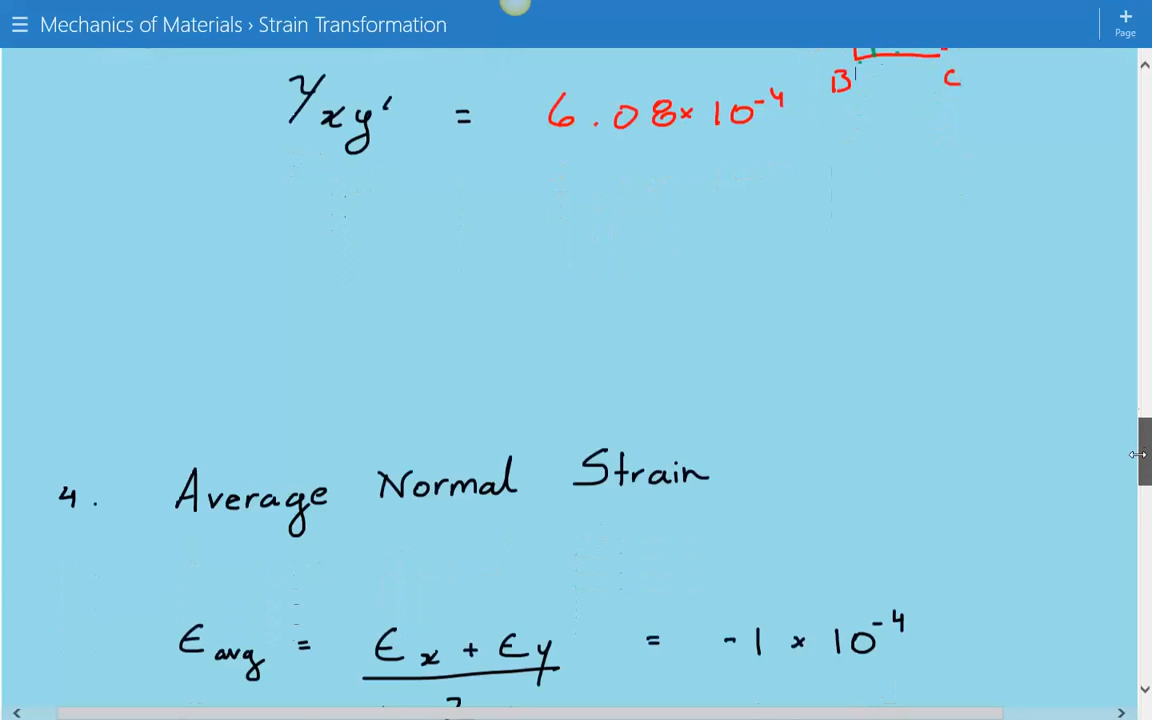 Mechanics of Materials › Strain Transformation
Page
B C
γxy' = 6.08 × 10^-4
4. Average Normal Strain
ϵavg = ϵx + ϵy = -1 × 10^-4
2